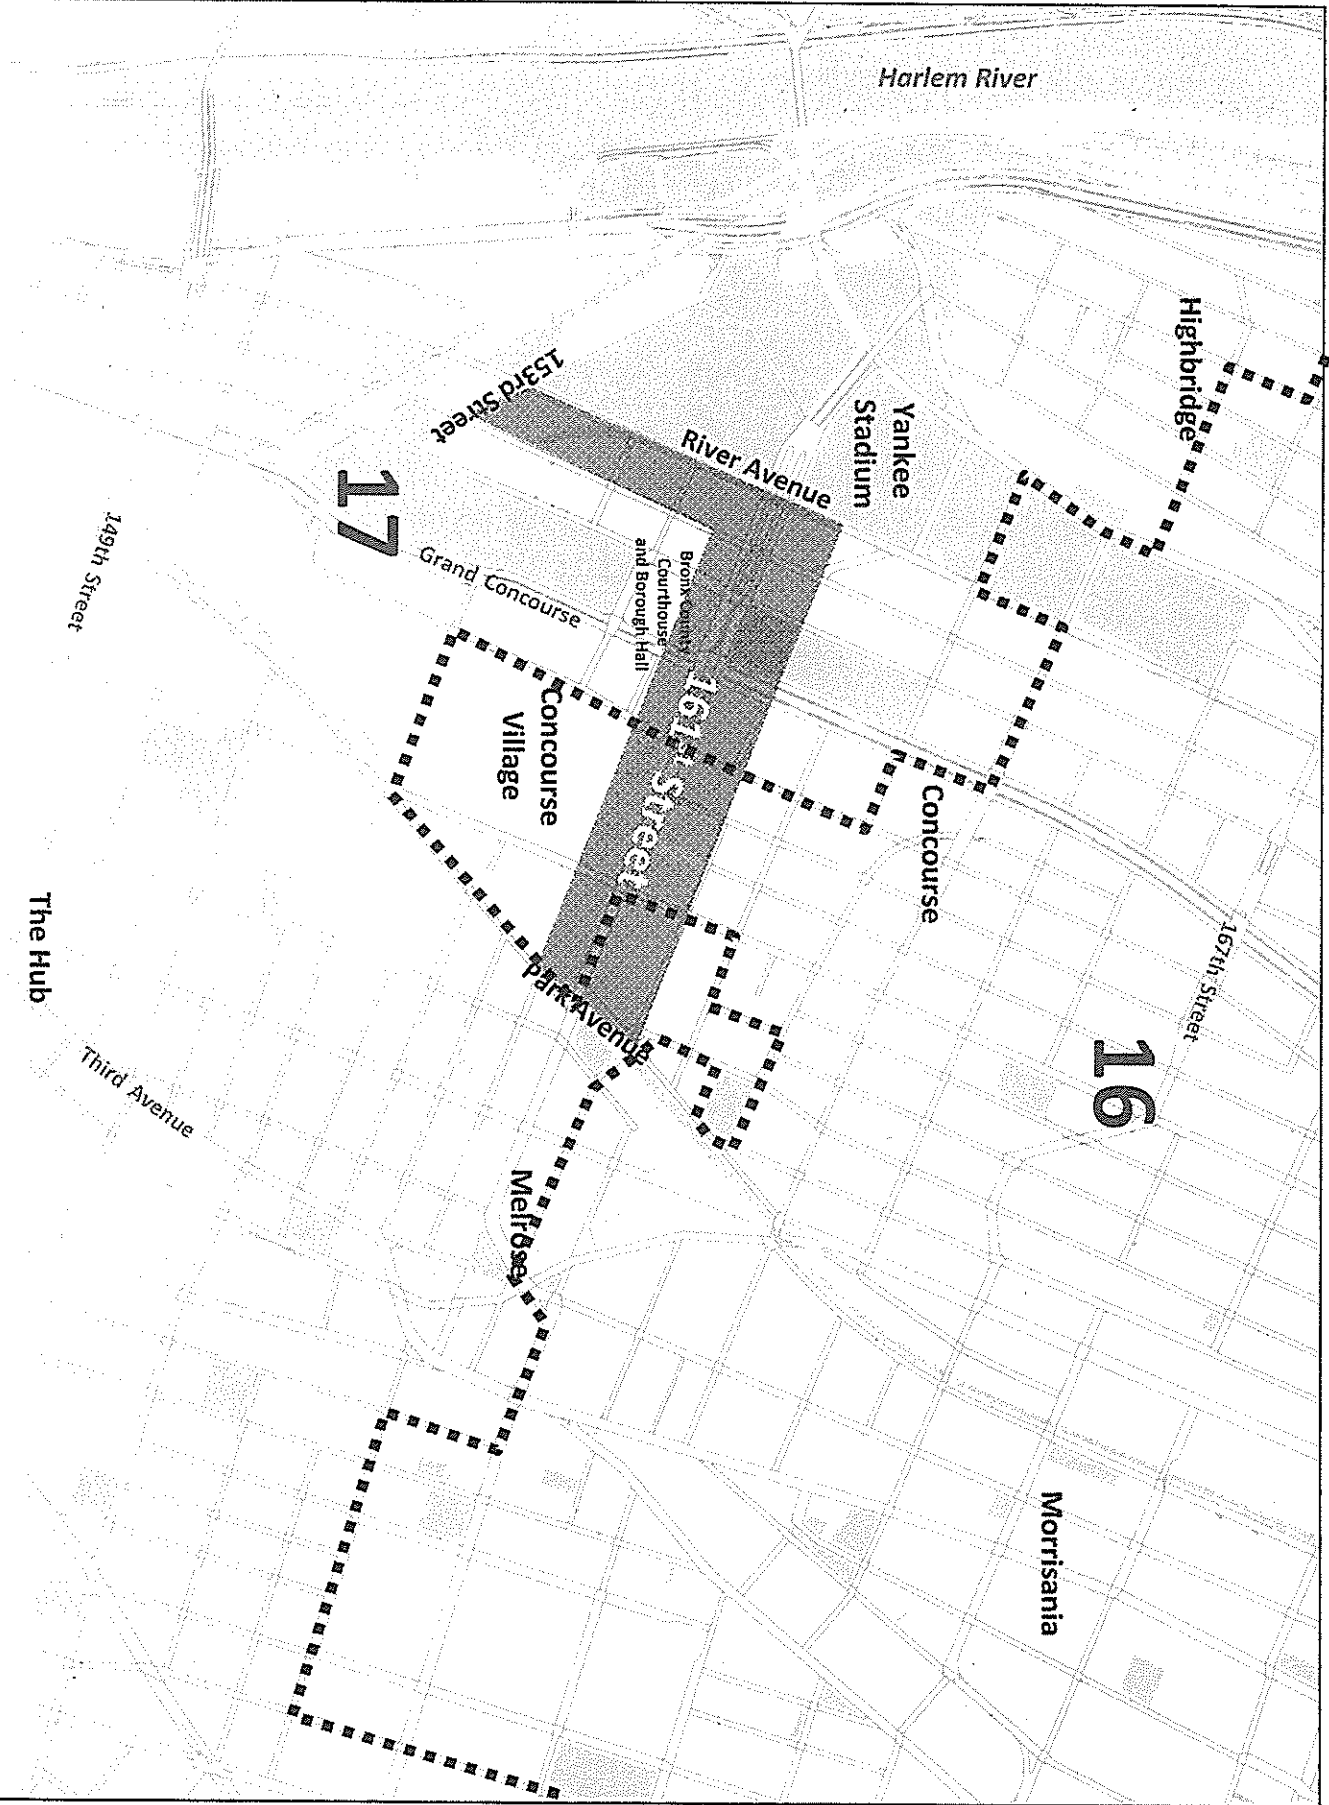 Harlem River
Highbridge
Yankee
Stadium
River Avenue
153rd Street
17
149th Street
Grand Concourse
Bronx County
Courthouse
and Borough Hall
161st Street
Concourse
Village
Concourse
167th Street
16
Park Avenue
The Hub
Third Avenue
Melrose
Morrisania